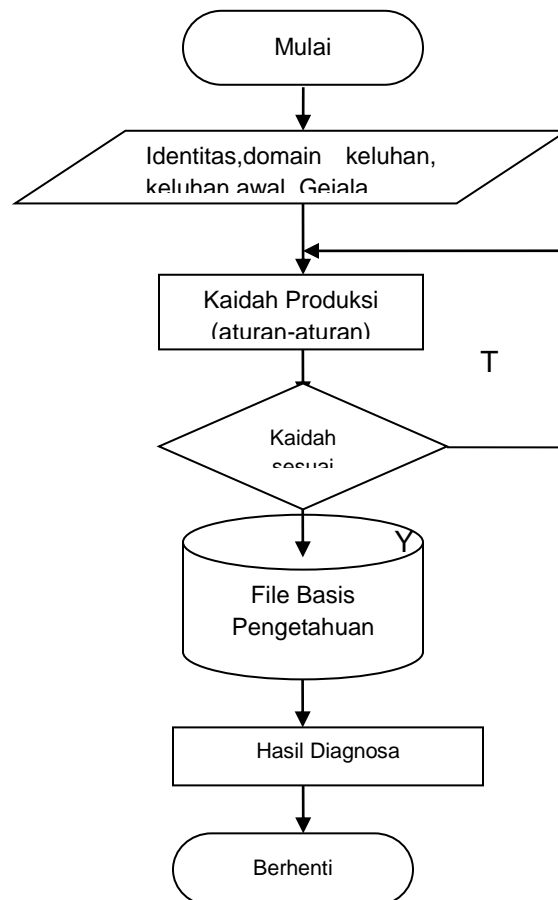 Mulai
Identitas,domain keluhan,
keluhan awal, Gejala
Kaidah Produksi
(aturan-aturan)
T
Kaidah
sesuai
Y
File Basis
Pengetahuan
Hasil Diagnosa
Berhenti